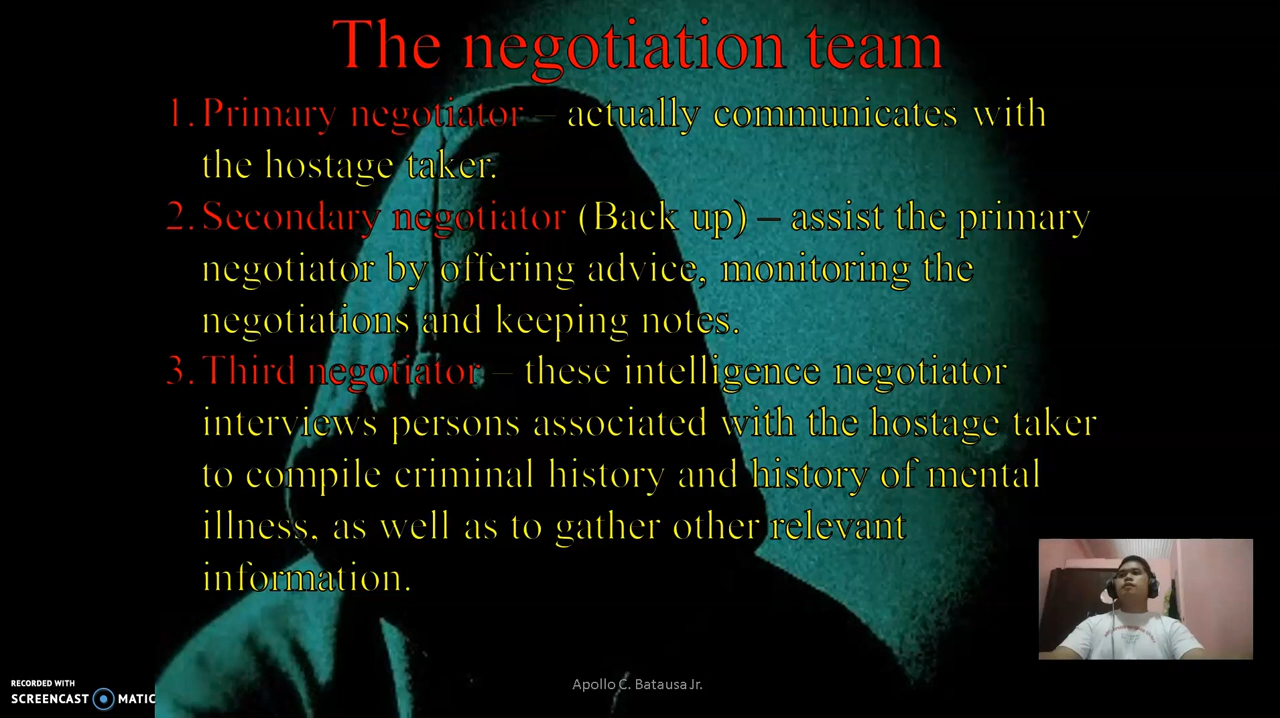 The negotiation team
1. Primary negotiator – actually communicates with
the hostage taker.
2. Secondary negotiator (Back up) – assist the primary
negotiator by offering advice, monitoring the
negotiations and keeping notes.
3. Third negotiator – these intelligence negotiator
interviews persons associated with the hostage taker
to compile criminal history and history of mental
illness, as well as to gather other relevant
information.
RECORDED WITH
SCREENCAST MATIC
Apollo C. Batausa Jr.